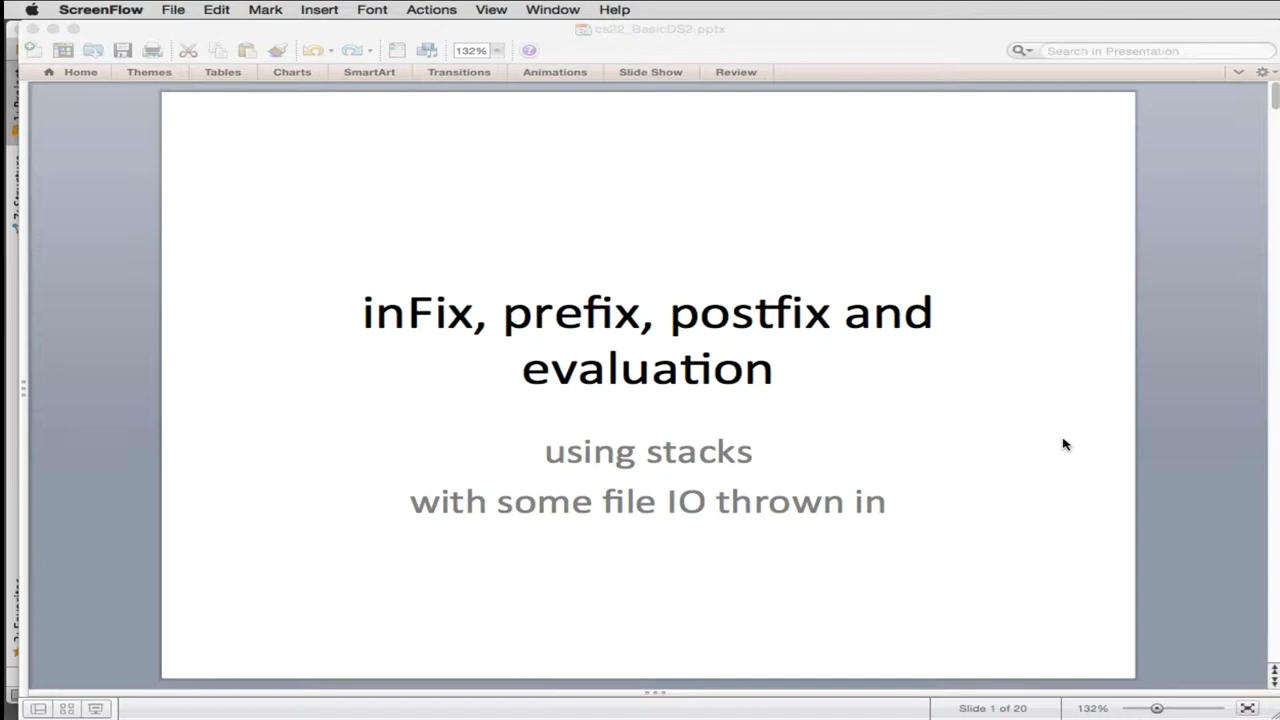 ScreenFlow File Edit Mark Insert Font Actions View Window Help
cs22_BasicDS2.pptx
132% Search in Presentation
Home Themes Tables Charts SmartArt Transitions Animations Slide Show Review
inFix, prefix, postfix and
evaluation
using stacks
with some file IO thrown in
Slide 1 of 20 132%